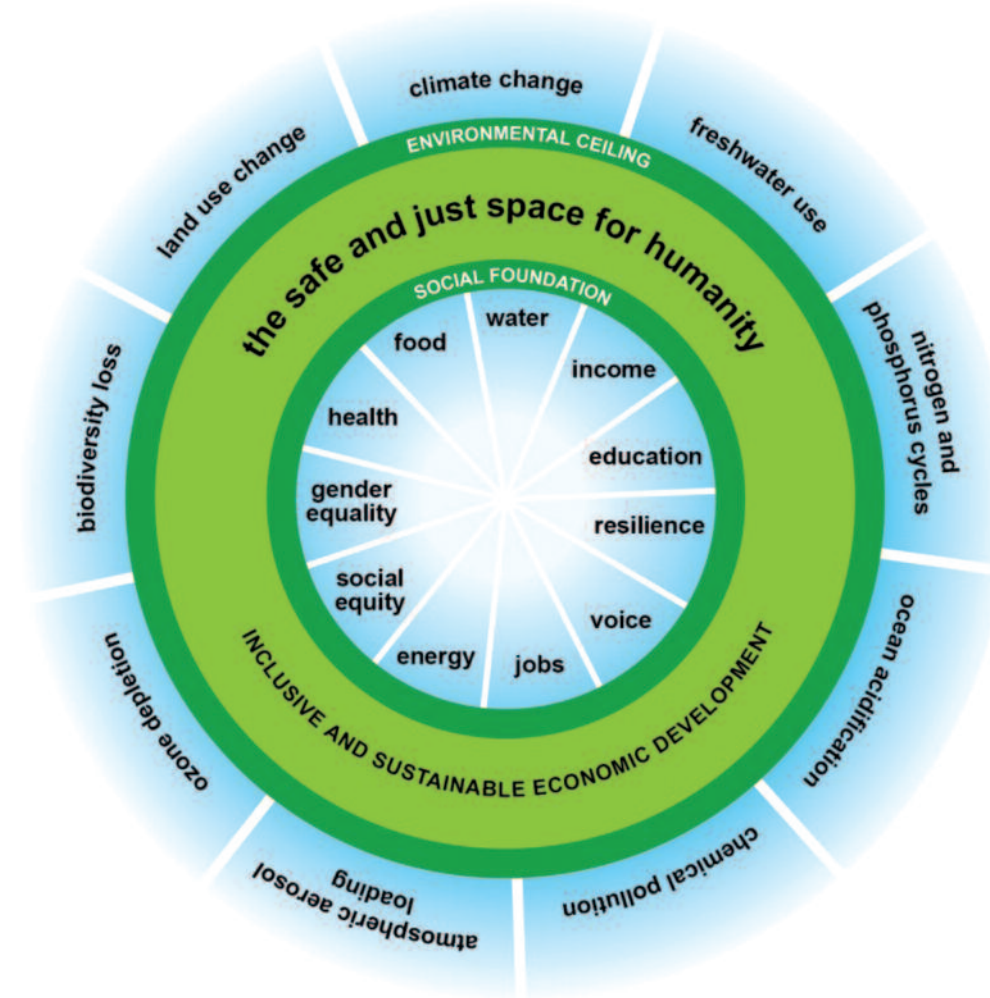 climate change
freshwater use
nitrogen and
phosphorus cycles
ocean acidification
chemical pollution
atmospheric aerosol
loading
ozone depletion
biodiversity loss
land use change
ENVIRONMENTAL CEILING
the safe and just space for humanity
SOCIAL FOUNDATION
water
income
education
resilience
voice
jobs
energy
social
equity
gender
equality
health
food
INCLUSIVE AND SUSTAINABLE ECONOMIC DEVELOPMENT